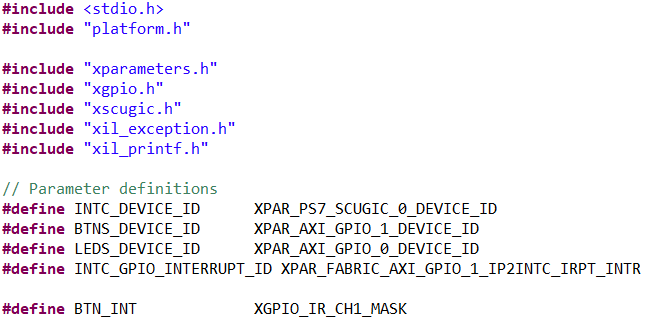 #include <stdio.h>
#include "platform.h"

#include "xparameters.h"
#include "xgpio.h"
#include "xscugic.h"
#include "xil_exception.h"
#include "xil_printf.h"

// Parameter definitions
#define INTC_DEVICE_ID      XPAR_PS7_SCUGIC_0_DEVICE_ID
#define BTNS_DEVICE_ID      XPAR_AXI_GPIO_1_DEVICE_ID
#define LEDS_DEVICE_ID      XPAR_AXI_GPIO_0_DEVICE_ID
#define INTC_GPIO_INTERRUPT_ID XPAR_FABRIC_AXI_GPIO_1_IP2INTC_IRPT_INTR

#define BTN_INT             XGPIO_IR_CH1_MASK